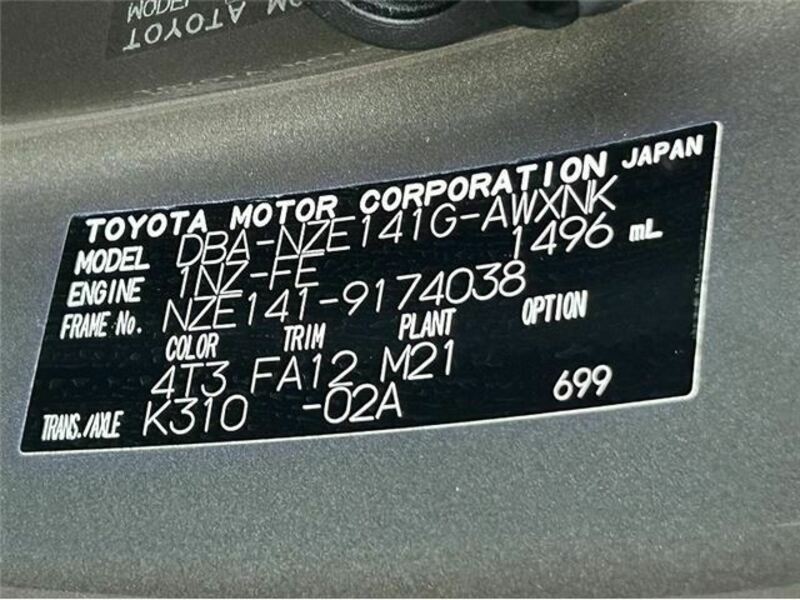 TOYOTA MOTOR CORPORATION JAPAN
MODEL DBA-NZE141G-AWXNK
ENGINE 1NZ-FE 1496 mL
FRAME No. NZE141-9174038
COLOR TRIM PLANT OPTION
4T3 FA12 M21
TRANS./AXLE K310 -02A 699